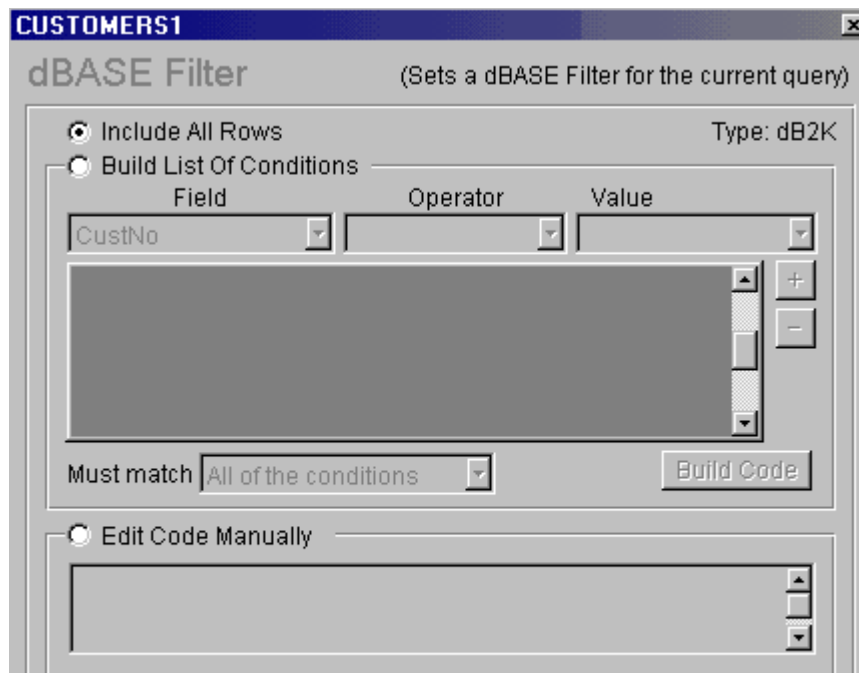 CUSTOMERS1
dBASE Filter (Sets a dBASE Filter for the current query)
Include All Rows Type: dB2K
Build List Of Conditions
Field Operator Value
CustNo
+
-
Must match All of the conditions Build Code
Edit Code Manually